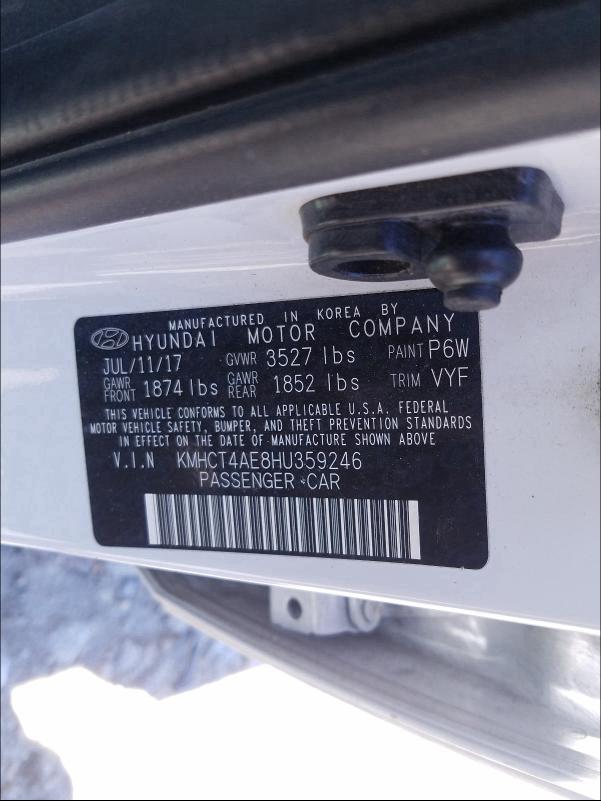 MANUFACTURED IN KOREA BY
HYUNDAI MOTOR COMPANY
JUL/11/17 GVWR 3527 lbs PAINT P6W
GAWR FRONT 1874 lbs GAWR REAR 1852 lbs TRIM VYF
THIS VEHICLE CONFORMS TO ALL APPLICABLE U.S.A. FEDERAL
MOTOR VEHICLE SAFETY, BUMPER, AND THEFT PREVENTION STANDARDS
IN EFFECT ON THE DATE OF MANUFACTURE SHOWN ABOVE
V.I.N KMHCT4AE8HU359246
PASSENGER CAR